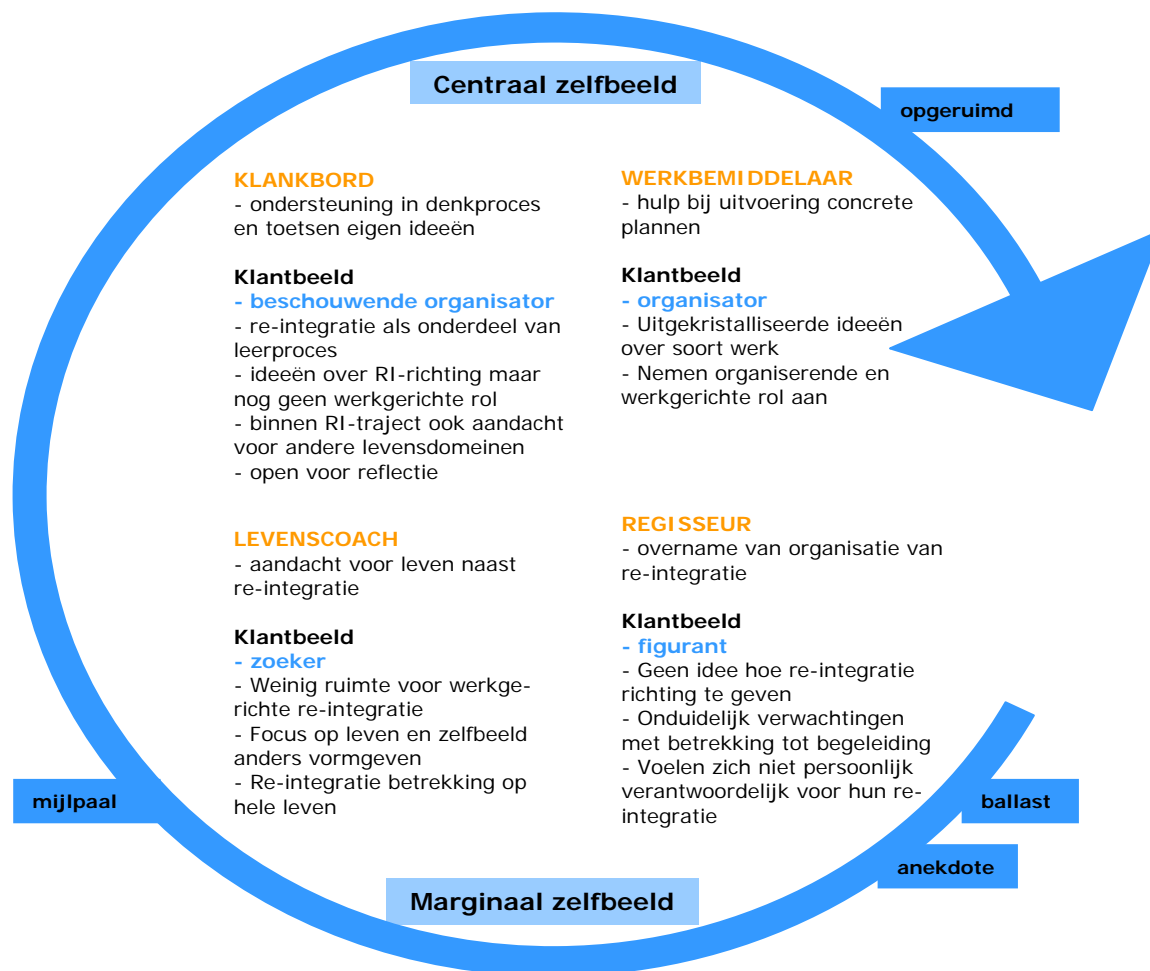 Centraal zelfbeeld
opgeruimd
KLANKBORD
- ondersteuning in denkproces
en toetsen eigen ideeën
Klantbeeld
- beschouwende organisator
- re-integratie als onderdeel van
leerproces
- ideeën over RI-richting maar
nog geen werkgerichte rol
- binnen RI-traject ook aandacht
voor andere levensdomeinen
- open voor reflectie
WERKBEMIDDELAAR
- hulp bij uitvoering concrete
plannen
Klantbeeld
- organisator
- Uitgekristalliseerde ideeën
over soort werk
- Nemen organiserende en
werkgerichte rol aan
LEVENSCOACH
- aandacht voor leven naast
re-integratie
Klantbeeld
- zoeker
- Weinig ruimte voor werkge-
richte re-integratie
- Focus op leven en zelfbeeld
anders vormgeven
- Re-integratie betrekking op
hele leven
REGISSEUR
- overname van organisatie van
re-integratie
Klantbeeld
- figurant
- Geen idee hoe re-integratie
richting te geven
- Onduidelijk verwachtingen
met betrekking tot begeleiding
- Voelen zich niet persoonlijk
verantwoordelijk voor hun re-
integratie
mijlpaal
ballast
anekdote
Marginaal zelfbeeld